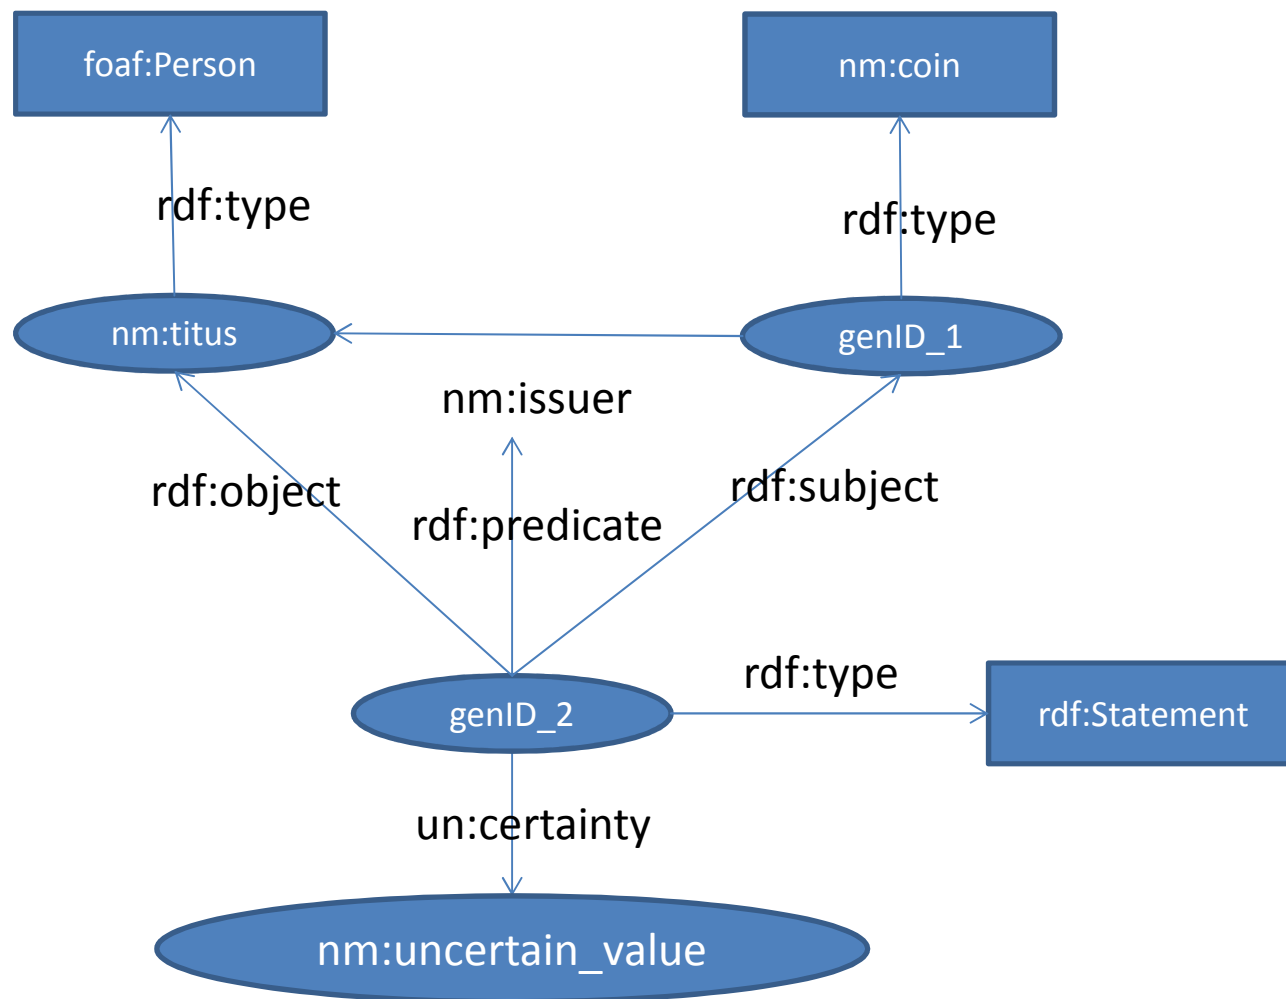 foaf:Person
nm:coin
rdf:type
rdf:type
nm:titus
genID_1
nm:issuer
rdf:object
rdf:subject
rdf:predicate
rdf:type
genID_2
rdf:Statement
un:certainty
nm:uncertain_value